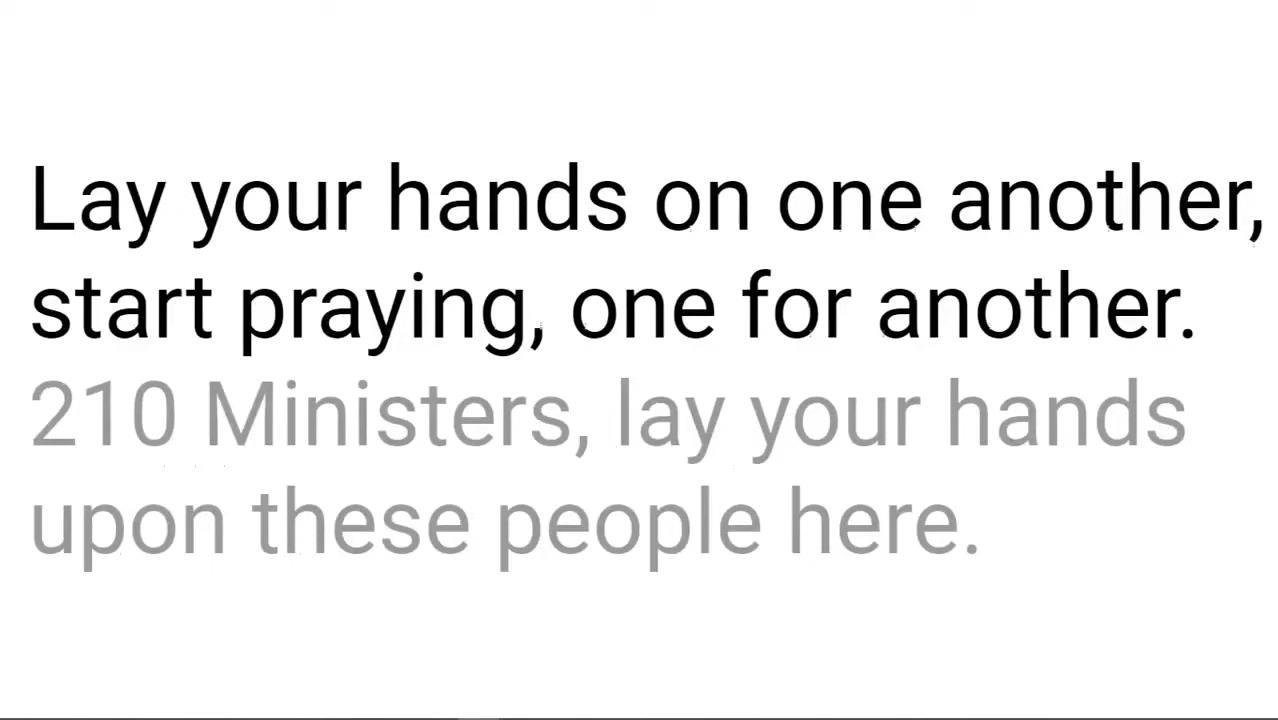 Lay your hands on one another,
start praying, one for another.
210 Ministers, lay your hands
upon these people here.